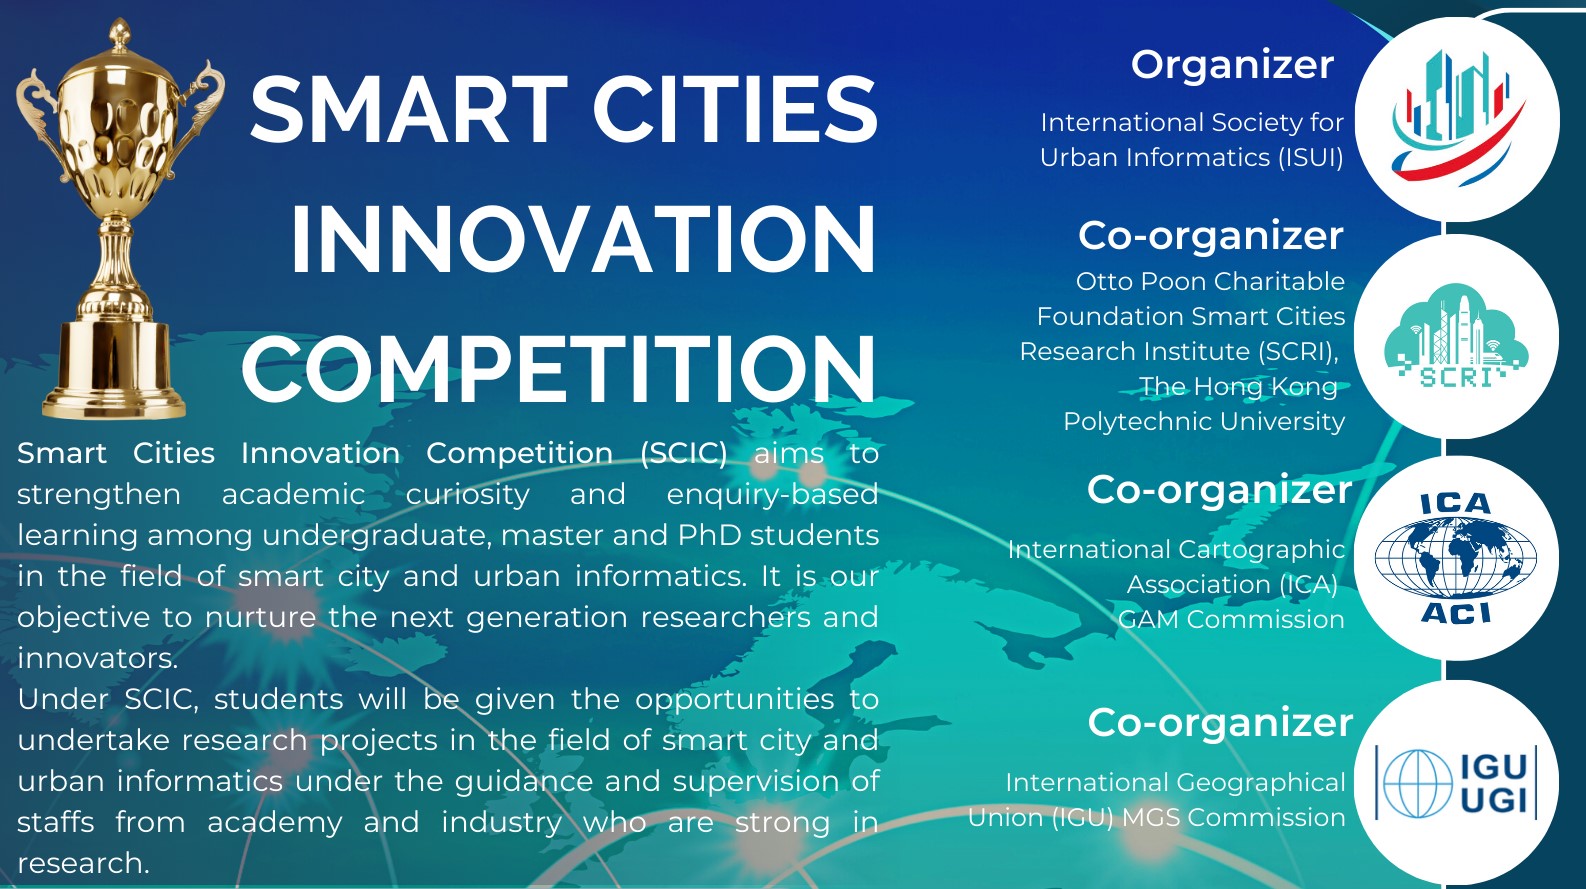 SMART CITIES
INNOVATION
COMPETITION
Smart Cities Innovation Competition (SCIC) aims to
strengthen academic curiosity and enquiry-based
learning among undergraduate, master and PhD students
in the field of smart city and urban informatics. It is our
objective to nurture the next generation researchers and
innovators.
Under SCIC, students will be given the opportunities to
undertake research projects in the field of smart city and
urban informatics under the guidance and supervision of
staffs from academy and industry who are strong in
research.
Organizer
International Society for
Urban Informatics (ISUI)
Co-organizer
Otto Poon Charitable
Foundation Smart Cities
Research Institute (SCRI),
The Hong Kong
Polytechnic University
SCRI
Co-organizer
International Cartographic
Association (ICA)
GAM Commission
ICA
ACI
Co-organizer
International Geographical
Union (IGU) MGS Commission
IGU
UGI